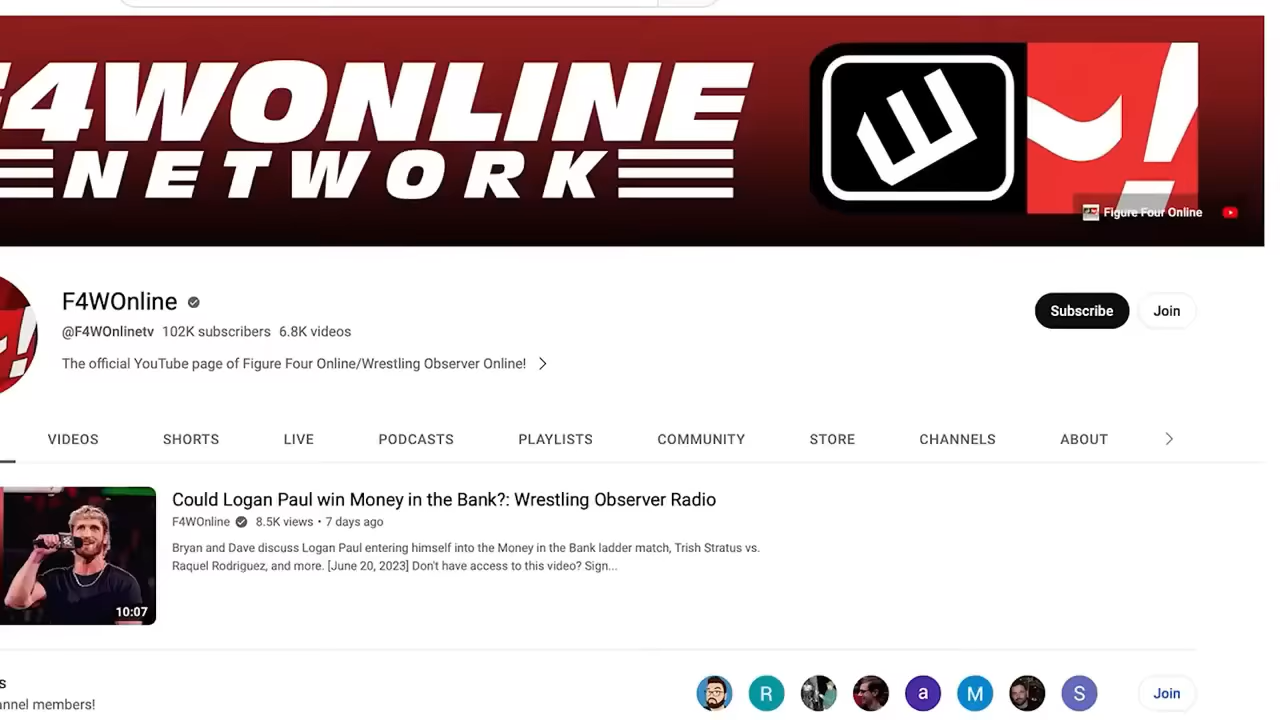 F4WONLINE
NETWORK
Figure Four Online
F4WOnline
@F4WOnlinetv 102K subscribers 6.8K videos
The official YouTube page of Figure Four Online/Wrestling Observer Online!
Subscribe
Join
VIDEOS SHORTS LIVE PODCASTS PLAYLISTS COMMUNITY STORE CHANNELS ABOUT
10:07
Could Logan Paul win Money in the Bank?: Wrestling Observer Radio
F4WOnline 8.5K views • 7 days ago
Bryan and Dave discuss Logan Paul entering himself into the Money in the Bank ladder match, Trish Stratus vs.
Raquel Rodriguez, and more. [June 20, 2023] Don't have access to this video? Sign...
R
a
M
S
members!
Join